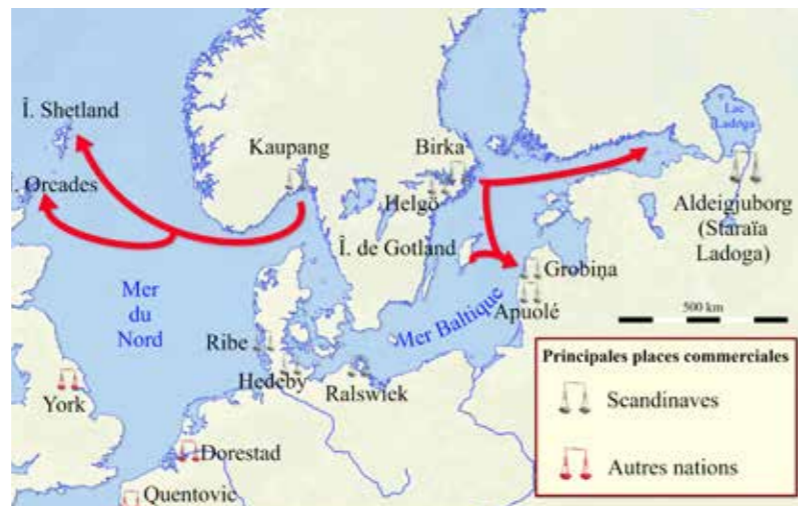 Î. Shetland
. Orcades
Kaupang
Birka
Helgö
Î. de Gotland
Lac
Ladoga
Aldeigjuborg
(Staraïa
Ladoga)
Grobiņa
Apuolé
Mer Baltique
Mer
du
Nord
Ribe
Hedeby
Ralswiek
York
Dorestad
Quentovic
500 km
Principales places commerciales
Scandinaves
Autres nations